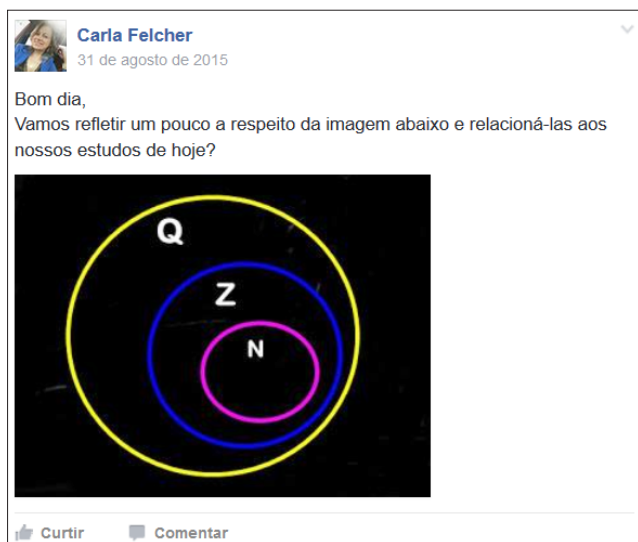 Carla Felcher
31 de agosto de 2015
Bom dia,
Vamos refletir um pouco a respeito da imagem abaixo e relacioná-las aos
nossos estudos de hoje?
Q
Z
N
Curtir Comentar